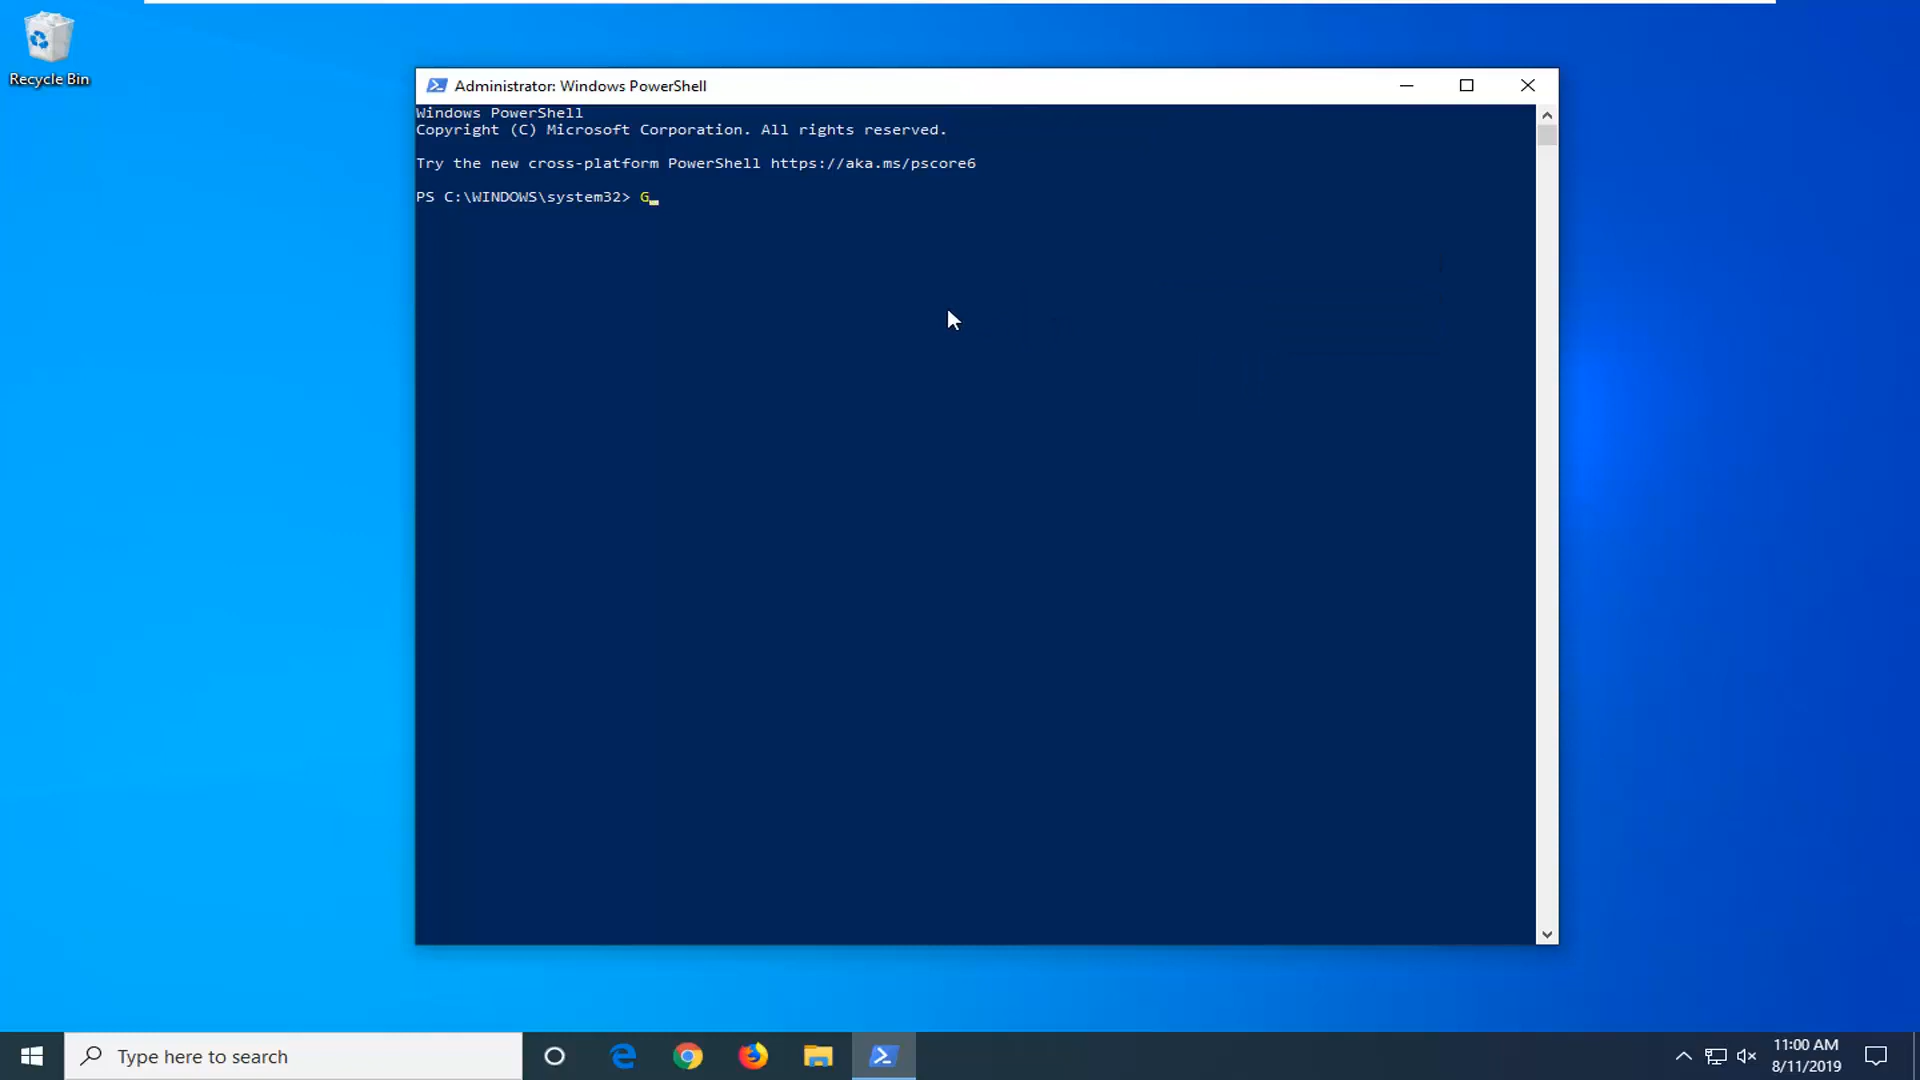 Recycle Bin
Administrator: Windows PowerShell
Windows PowerShell
Copyright (C) Microsoft Corporation. All rights reserved.
Try the new cross-platform PowerShell https://aka.ms/pscore6
PS C:\WINDOWS\system32> G_
Type here to search
11:00 AM
8/11/2019